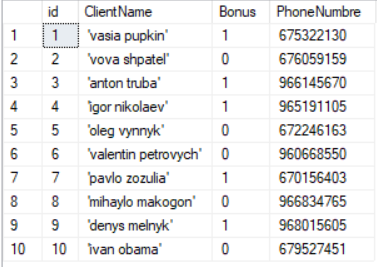 id ClientName Bonus PhoneNumbre
1 1 'vasia pupkin' 1 675322130
2 2 'vova shpatel' 0 676059159
3 3 'anton truba' 1 966145670
4 4 'igor nikolaev' 1 965191105
5 5 'oleg vynnyk' 0 672246163
6 6 'valentin petrovych' 0 960668550
7 7 'pavlo zozulia' 1 670156403
8 8 'mihaylo makogon' 0 966834765
9 9 'denys melnyk' 1 968015605
10 10 'ivan obama' 0 679527451